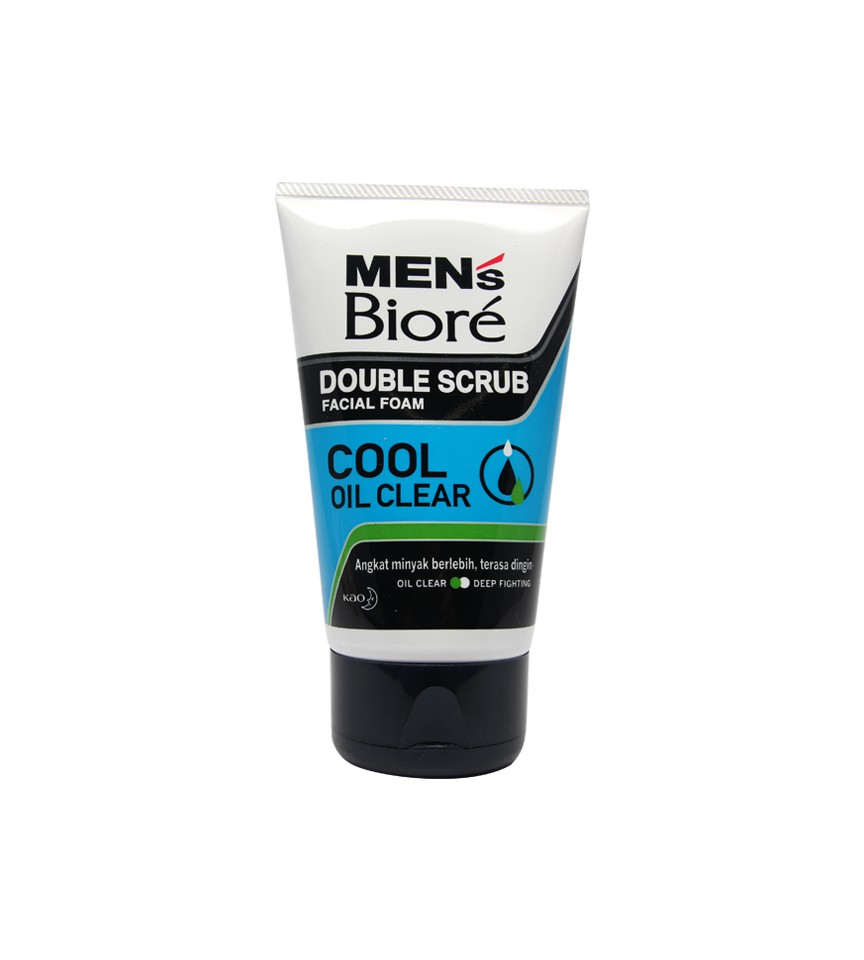 MEN's
Bioré
DOUBLE SCRUB
FACIAL FOAM
COOL
OIL CLEAR
Angkat minyak berlebih, terasa dingin
OIL CLEAR DEEP FIGHTING
Kao